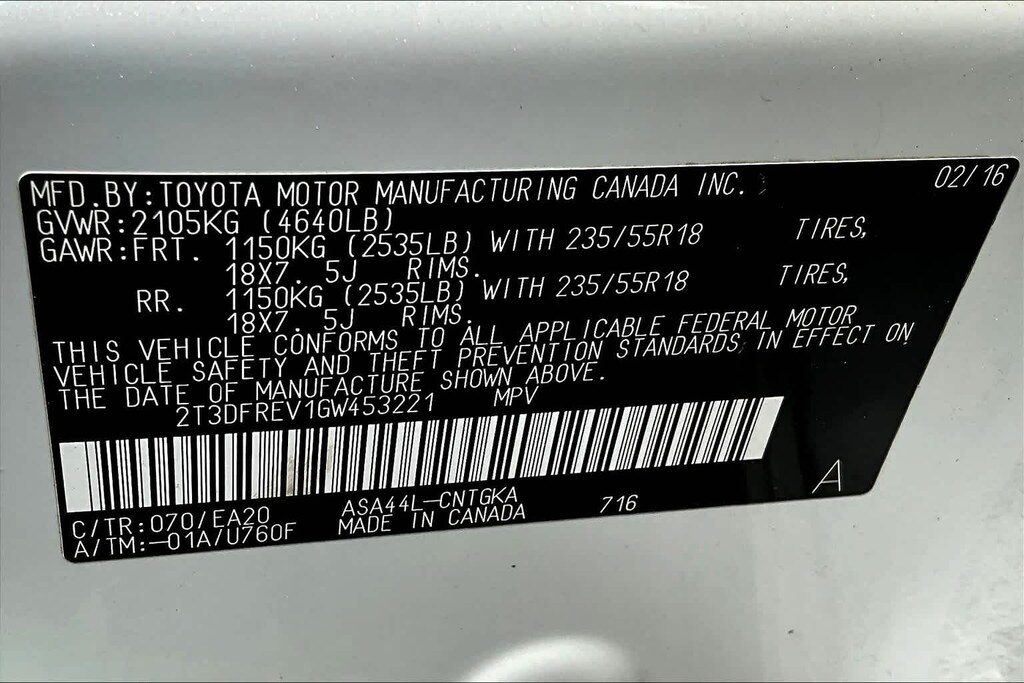 MFD.BY:TOYOTA MOTOR MANUFACTURING CANADA INC. 02/16
GVWR:2105KG (4640LB)
GAWR:FRT. 1150KG (2535LB) WITH 235/55R18 TIRES,
18X7. 5J RIMS.
RR. 1150KG (2535LB) WITH 235/55R18 TIRES,
18X7. 5J RIMS.
THIS VEHICLE CONFORMS TO ALL APPLICABLE FEDERAL MOTOR
VEHICLE SAFETY AND THEFT PREVENTION STANDARDS IN EFFECT ON
THE DATE OF MANUFACTURE SHOWN ABOVE.
2T3DFREV1GW453221 MPV
A
C/TR:070/EA20 ASA44L-CNTGKA 716
A/TM:-01A/U760F MADE IN CANADA